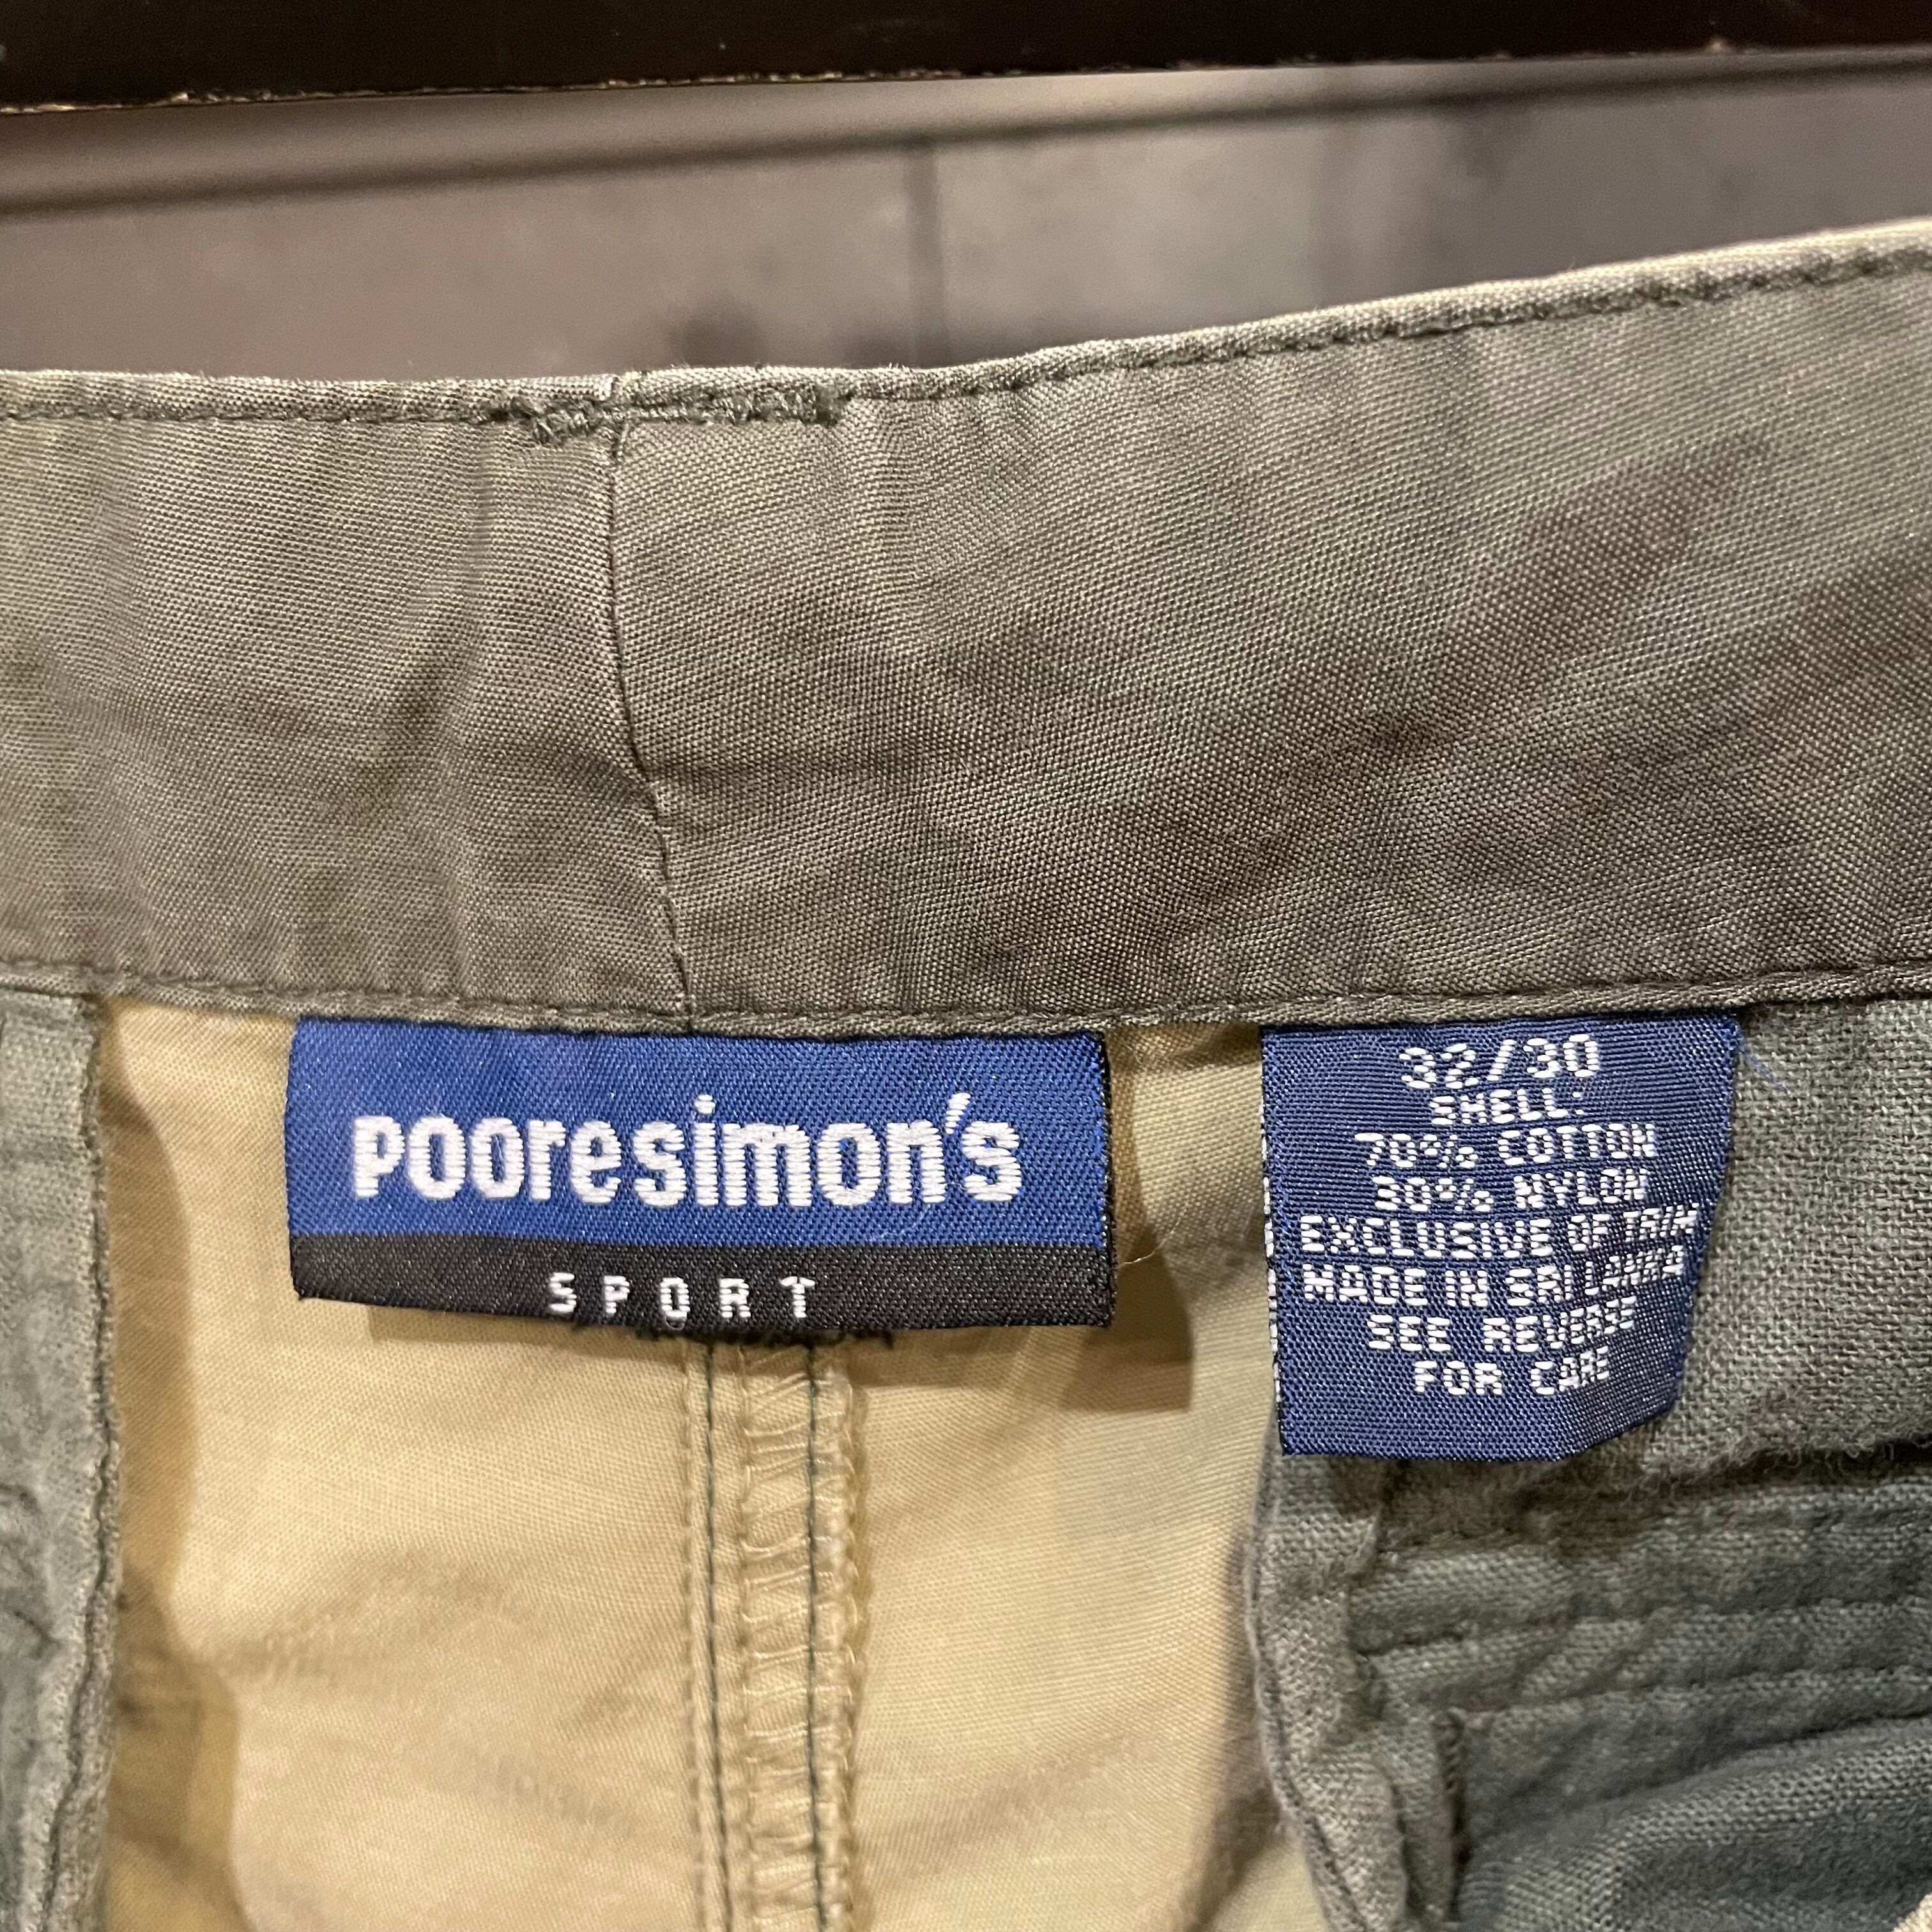 pooresimon's
SPORT
32/30
SHELL:
70% COTTON
30% NYLON
EXCLUSIVE OF TRIM
MADE IN SRI LANKA
SEE REVERSE
FOR CARE